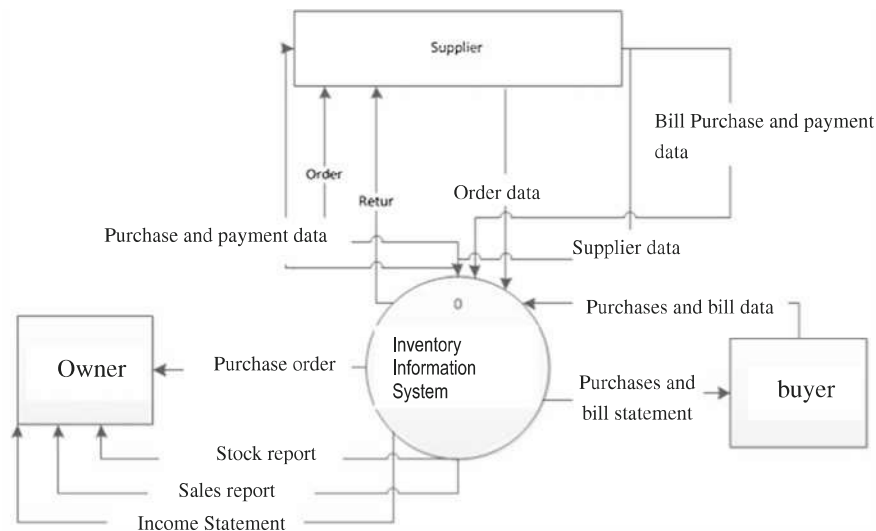 Supplier
Bill Purchase and payment
data
Order
Retur
Order data
Purchase and payment data
Supplier data
0
Purchases and bill data
Inventory
Information
System
Owner
Purchase order
Purchases and
bill statement
buyer
Stock report
Sales report
Income Statement